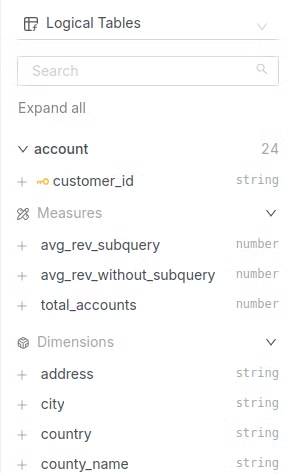 Logical Tables
Search
Expand all
account 24
customer_id string
Measures
avg_rev_subquery number
avg_rev_without_subquery number
total_accounts number
Dimensions
address string
city string
country string
county_name string